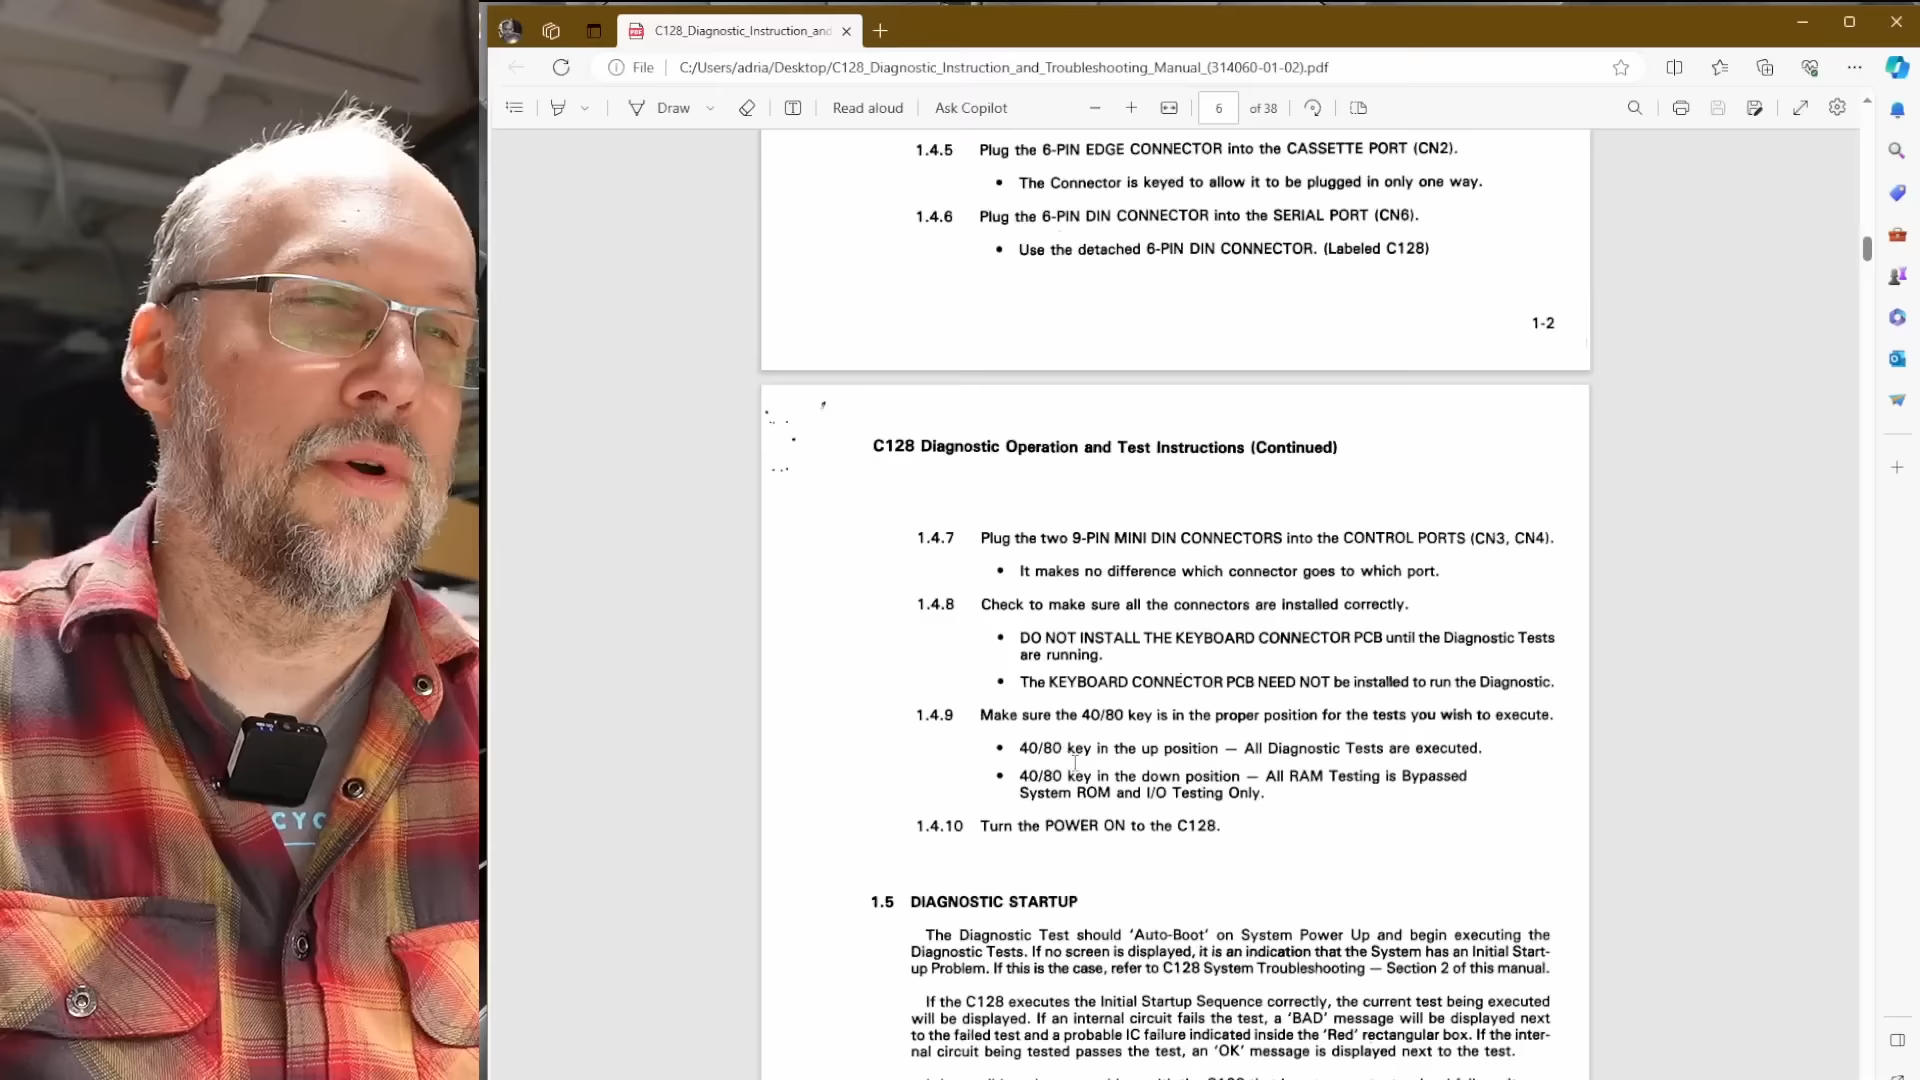 C128_Diagnostic_Instruction_and
File
C:/Users/adria/Desktop/C128_Diagnostic_Instruction_and_Troubleshooting_Manual_(314060-01-02).pdf
Draw
Read aloud
Ask Copilot
6
of 38
1.4.5 Plug the 6-PIN EDGE CONNECTOR into the CASSETTE PORT (CN2).
• The Connector is keyed to allow it to be plugged in only one way.
1.4.6 Plug the 6-PIN DIN CONNECTOR into the SERIAL PORT (CN6).
• Use the detached 6-PIN DIN CONNECTOR. (Labeled C128)
1-2
C128 Diagnostic Operation and Test Instructions (Continued)
1.4.7 Plug the two 9-PIN MINI DIN CONNECTORS into the CONTROL PORTS (CN3, CN4).
• It makes no difference which connector goes to which port.
1.4.8 Check to make sure all the connectors are installed correctly.
• DO NOT INSTALL THE KEYBOARD CONNECTOR PCB until the Diagnostic Tests
are running.
• The KEYBOARD CONNECTOR PCB NEED NOT be installed to run the Diagnostic.
1.4.9 Make sure the 40/80 key is in the proper position for the tests you wish to execute.
• 40/80 key in the up position — All Diagnostic Tests are executed.
• 40/80 key in the down position — All RAM Testing is Bypassed
System ROM and I/O Testing Only.
1.4.10 Turn the POWER ON to the C128.
1.5 DIAGNOSTIC STARTUP
The Diagnostic Test should 'Auto-Boot' on System Power Up and begin executing the
Diagnostic Tests. If no screen is displayed, it is an indication that the System has an Initial Start-
up Problem. If this is the case, refer to C128 System Troubleshooting — Section 2 of this manual.
If the C128 executes the Initial Startup Sequence correctly, the current test being executed
will be displayed. If an internal circuit fails the test, a 'BAD' message will be displayed next
to the failed test and a probable IC failure indicated inside the 'Red' rectangular box. If the inter-
nal circuit being tested passes the test, an 'OK' message is displayed next to the test.
CYC